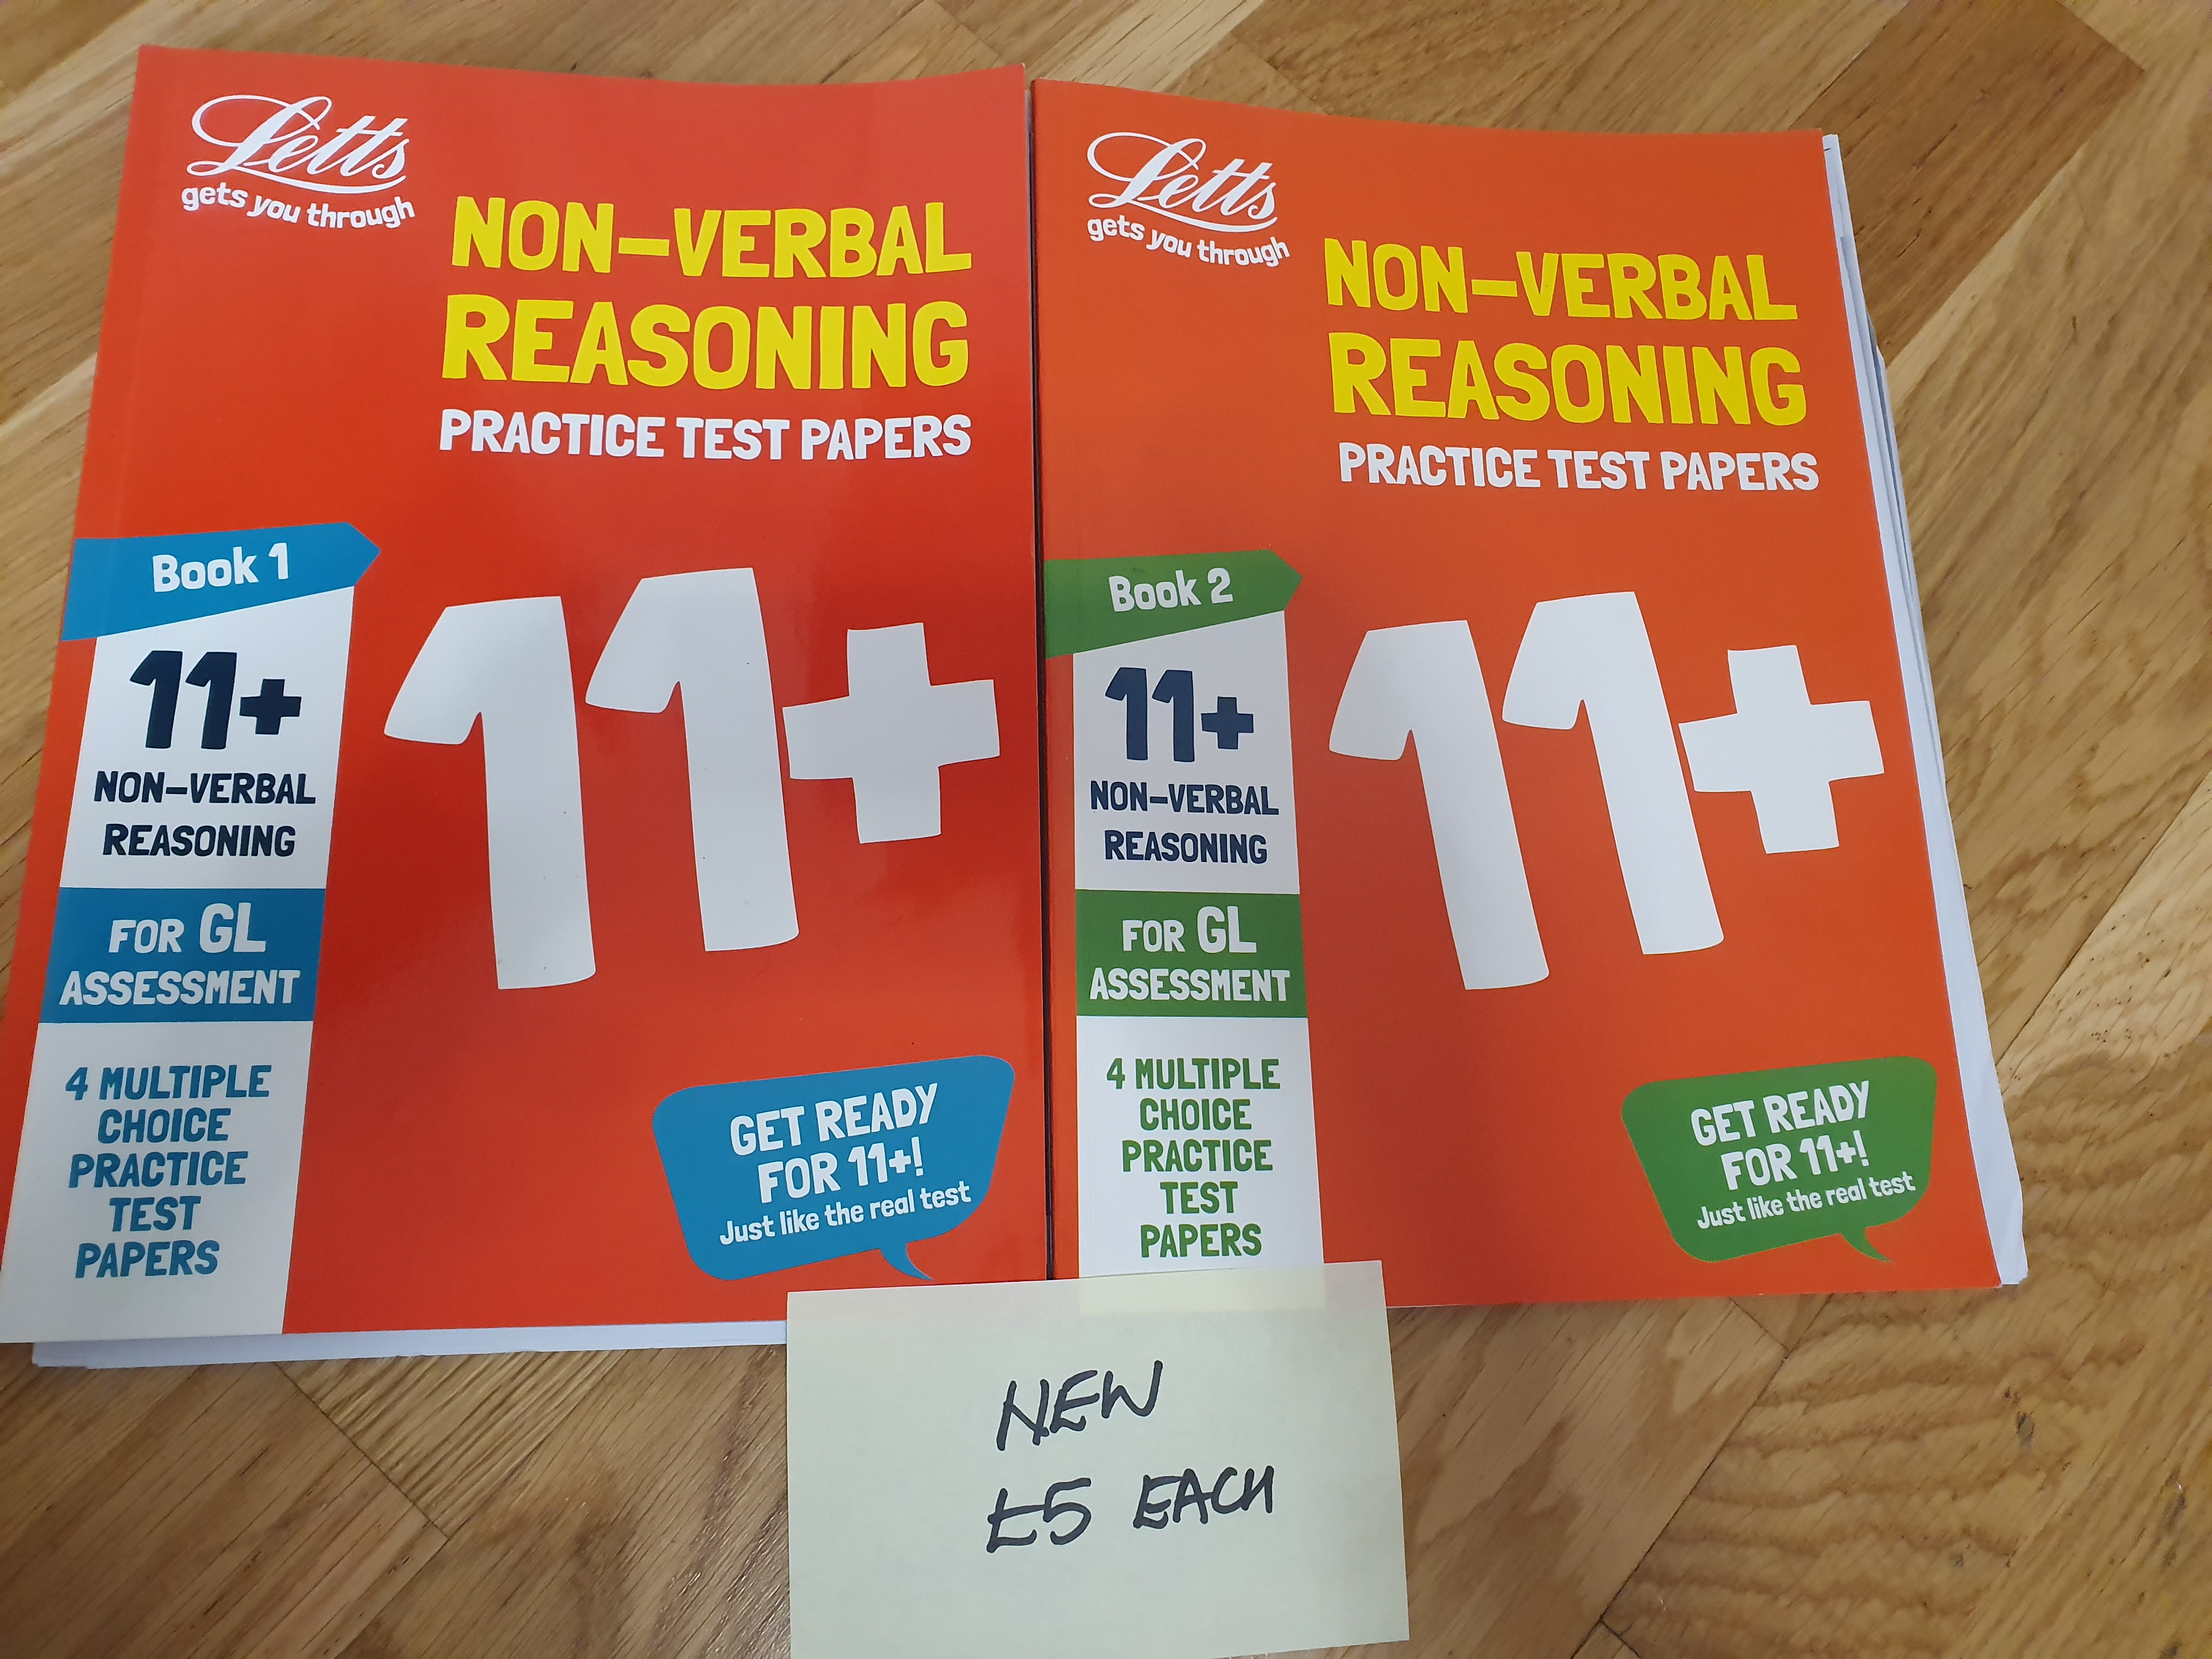 Letts
gets you through
NON-VERBAL
REASONING
PRACTICE TEST PAPERS
Book 1
11+
NON-VERBAL
REASONING
FOR GL
ASSESSMENT
4 MULTIPLE
CHOICE
PRACTICE
TEST
PAPERS
11+
GET READY
FOR 11+!
Just like the real test
Letts
gets you through
NON-VERBAL
REASONING
PRACTICE TEST PAPERS
Book 2
11+
NON-VERBAL
REASONING
FOR GL
ASSESSMENT
4 MULTIPLE
CHOICE
PRACTICE
TEST
PAPERS
11+
GET READY
FOR 11+!
Just like the real test
NEW
£5 EACH